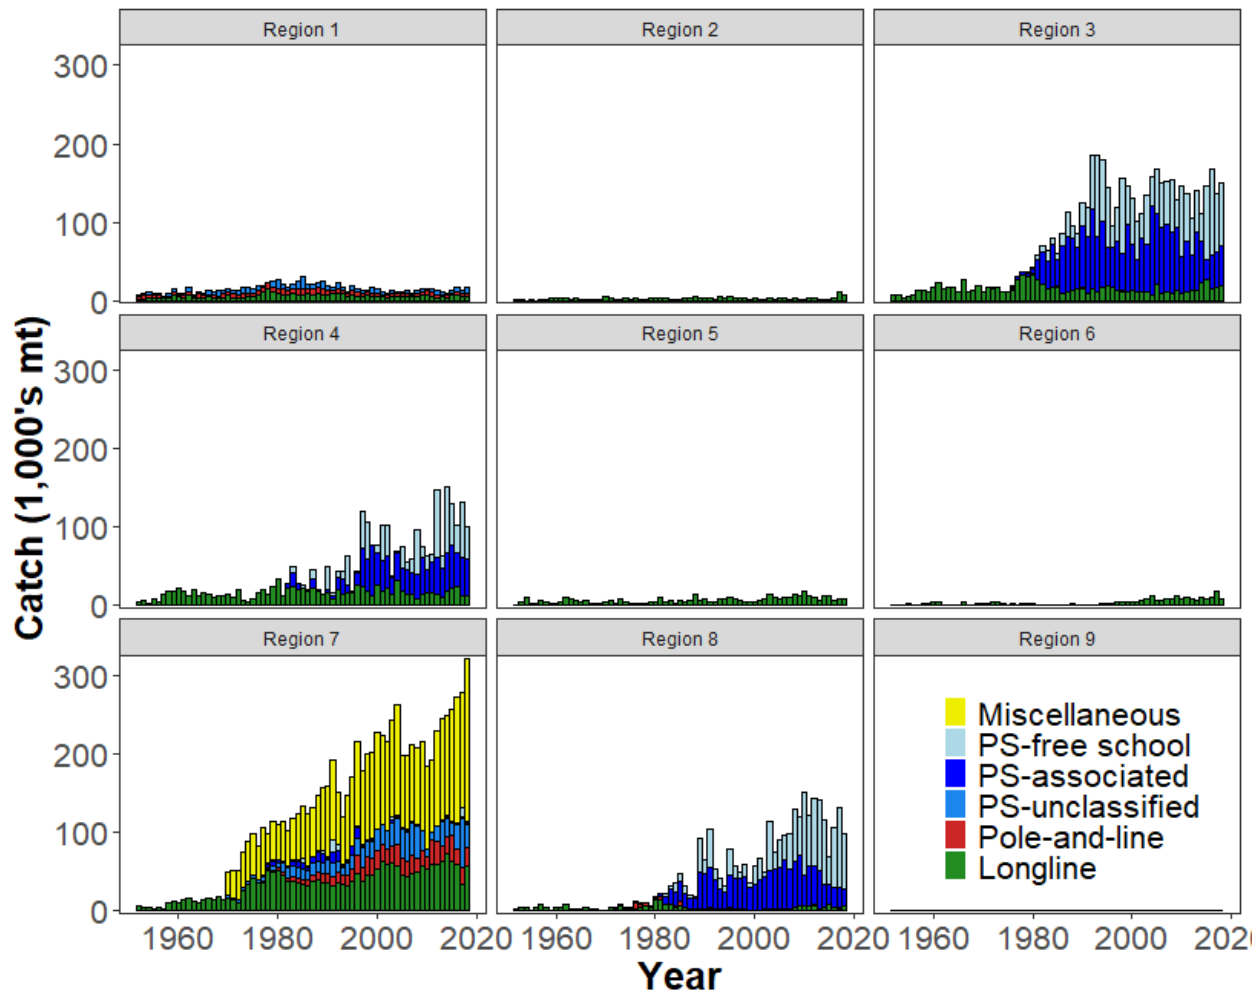 Region 1
Region 2
Region 3
300
200
100
0
Region 4
Region 5
Region 6
300
200
100
0
Region 7
Region 8
Region 9
300
200
100
0
Miscellaneous
PS-free school
PS-associated
PS-unclassified
Pole-and-line
Longline
1960 1980 2000 2020 1960 1980 2000 2020 1960 1980 2000 2020
Year
Catch (1,000's mt)